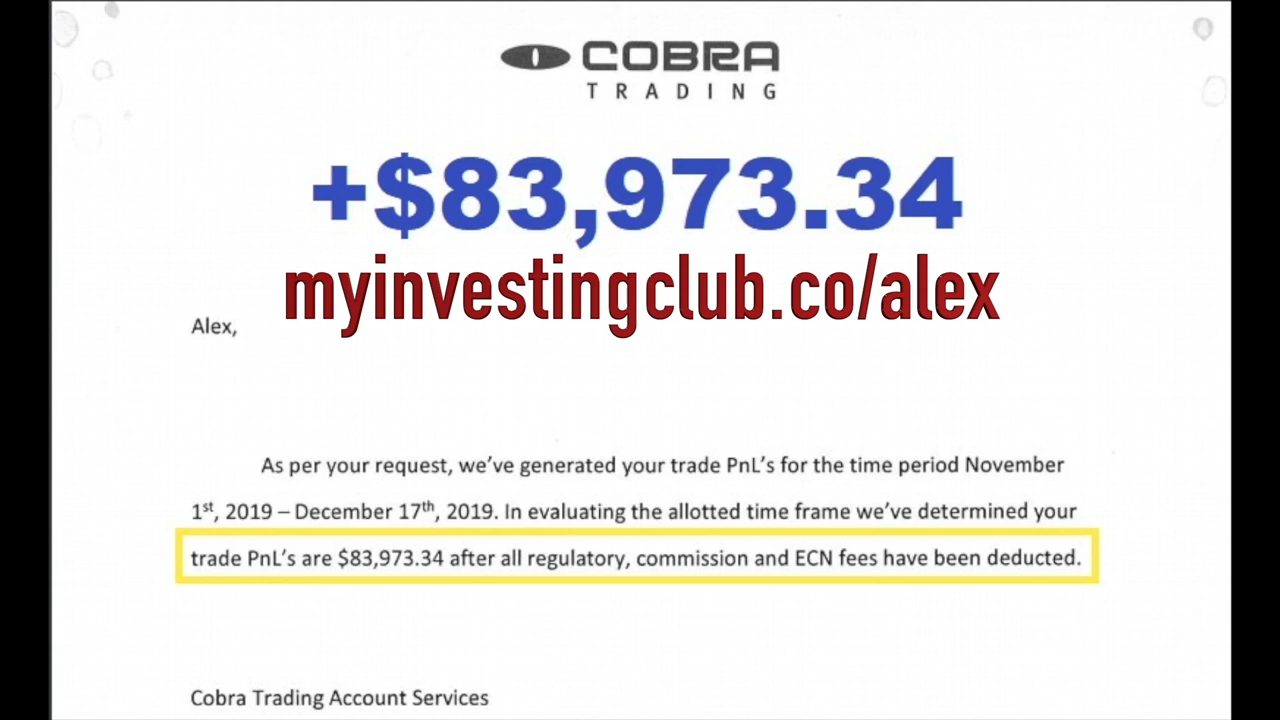 COBRA
TRADING
+$83,973.34
myinvestingclub.co/alex
Alex,
As per your request, we’ve generated your trade PnL’s for the time period November
1st, 2019 – December 17th, 2019. In evaluating the allotted time frame we’ve determined your
trade PnL’s are $83,973.34 after all regulatory, commission and ECN fees have been deducted.
Cobra Trading Account Services